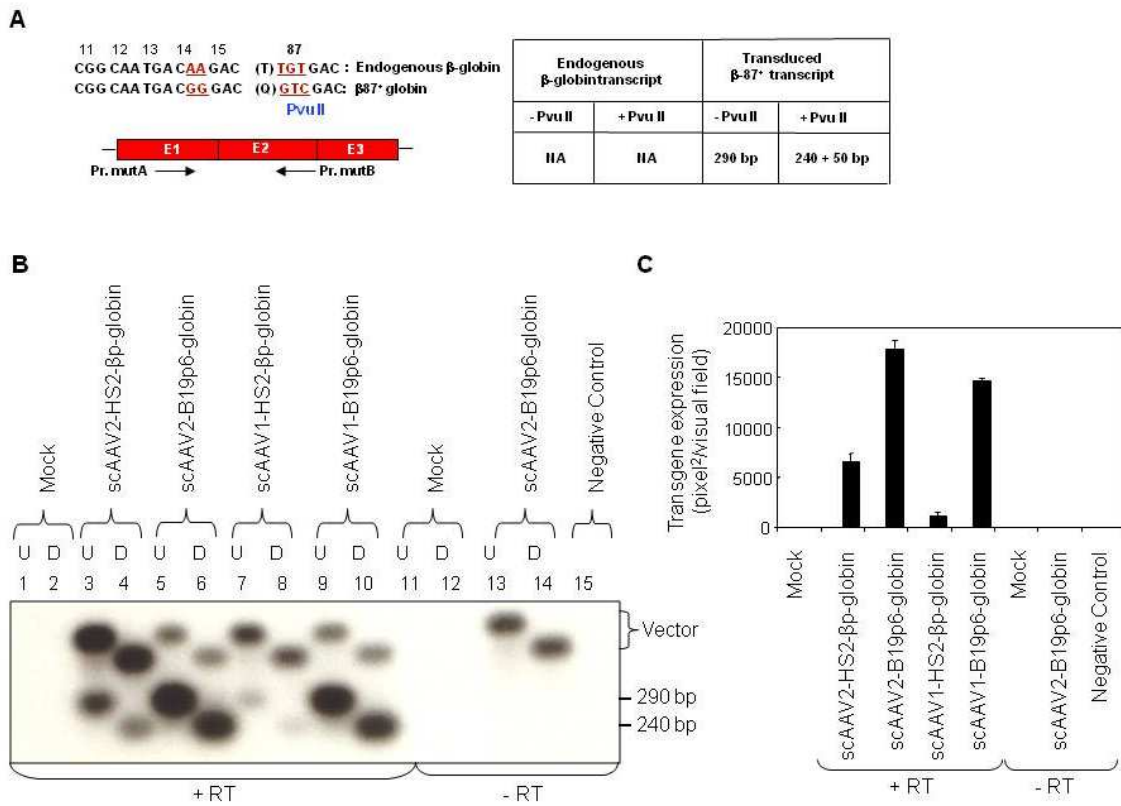 A
11 12 13 14 15 87
CGG CAA TGA CAA GAC (T) TGT GAC : Endogenous β-globin
CGG CAA TGA CGG GAC (Q) GTC GAC: β87⁺ globin
Pvu II
E1 E2 E3
Pr. mutA Pr. mutB
Endogenous β-globin transcript
Transduced β-87⁺ transcript
- Pvu II + Pvu II - Pvu II + Pvu II
NA NA 290 bp 240 + 50 bp
B
Mock
scAAV2-HS2-βp-globin
scAAV2-B19p6-globin
scAAV1-HS2-βp-globin
scAAV1-B19p6-globin
Mock
scAAV2-B19p6-globin
Negative Control
U D U D U D U D U D U D
1 2 3 4 5 6 7 8 9 10 11 12 13 14 15
Vector
290 bp
240 bp
+ RT - RT
C
Transgene expression
(pixel²/visual field)
20000
15000
10000
5000
0
Mock
scAAV2-HS2-βp-globin
scAAV2-B19p6-globin
scAAV1-HS2-βp-globin
scAAV1-B19p6-globin
Mock
scAAV2-B19p6-globin
Negative Control
+ RT - RT